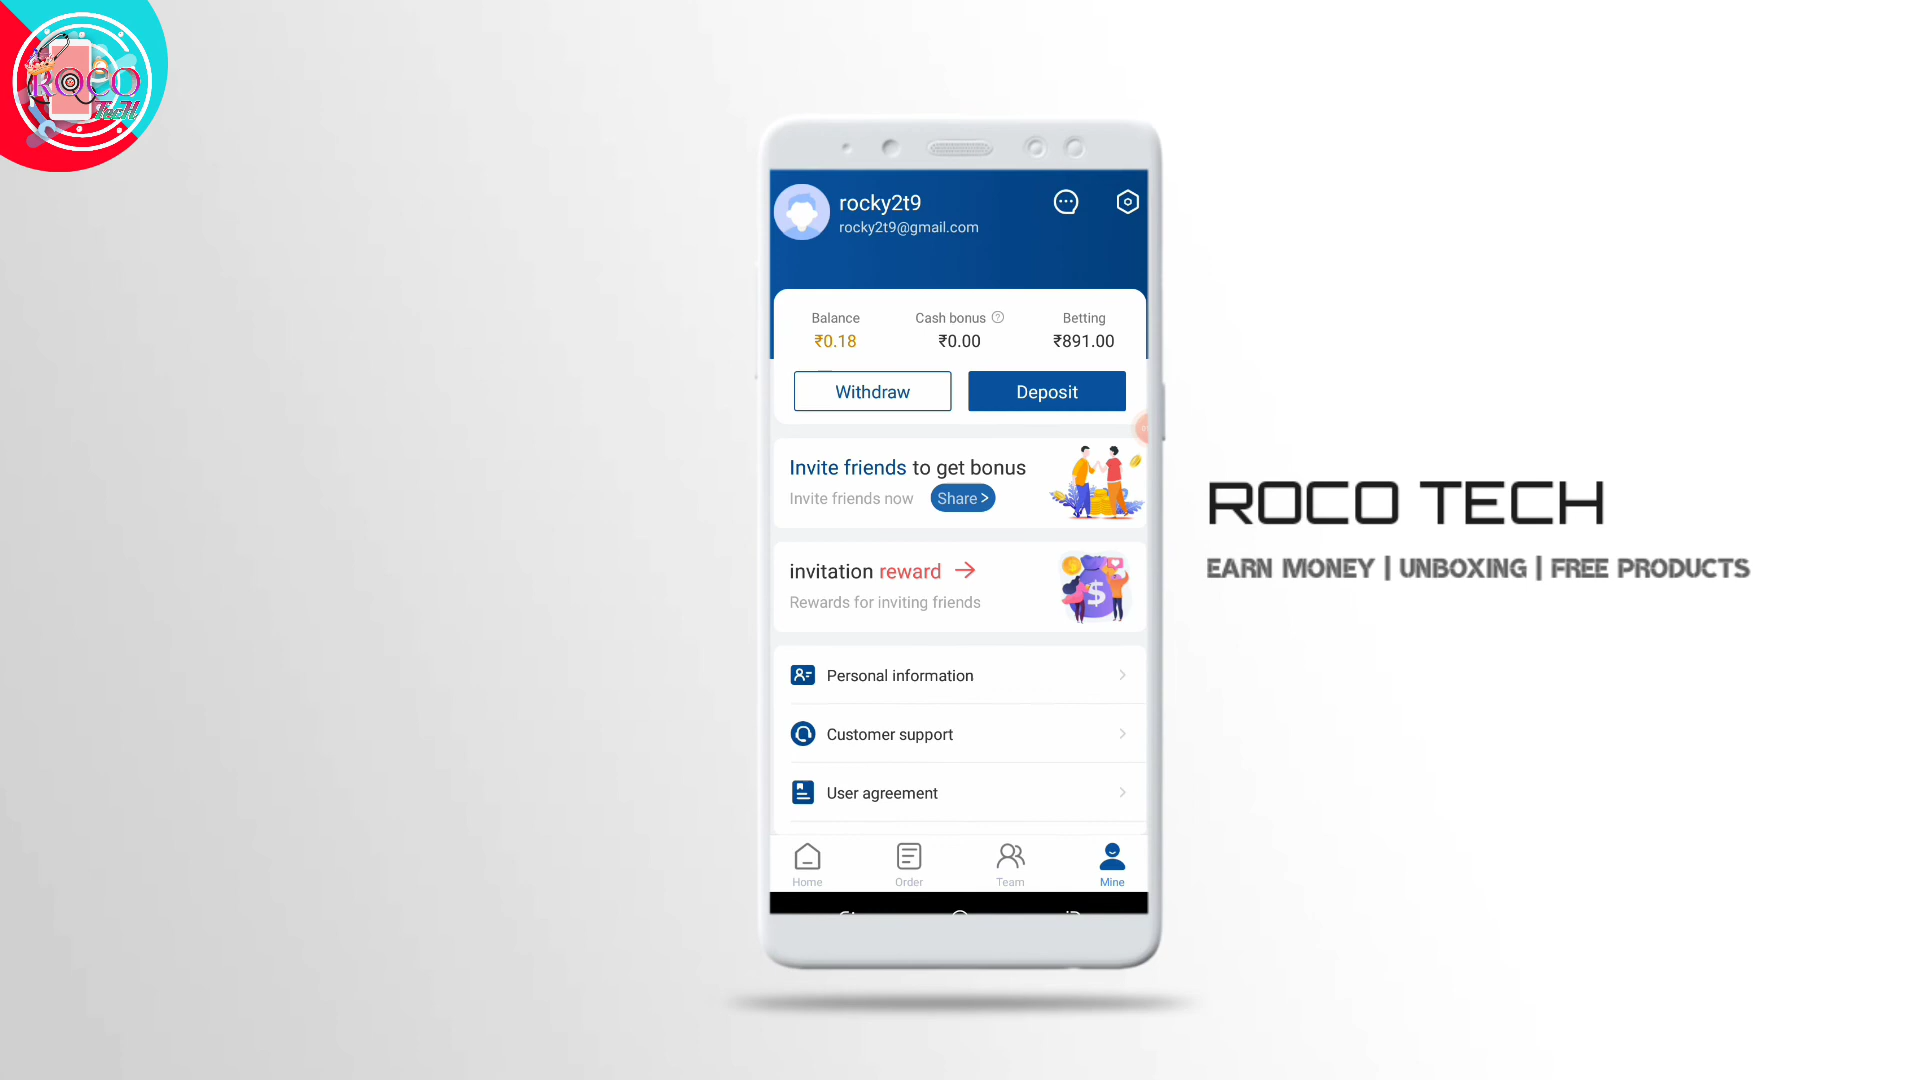 ROCO
TecH
rocky2t9
rocky2t9@gmail.com
Balance
Cash bonus
Betting
₹0.18
₹0.00
₹891.00
Withdraw
Deposit
Invite friends to get bonus
Invite friends now
Share >
invitation reward
Rewards for inviting friends
Personal information
Customer support
User agreement
Home
Order
Team
Mine
ROCO TECH
EARN MONEY | UNBOXING | FREE PRODUCTS